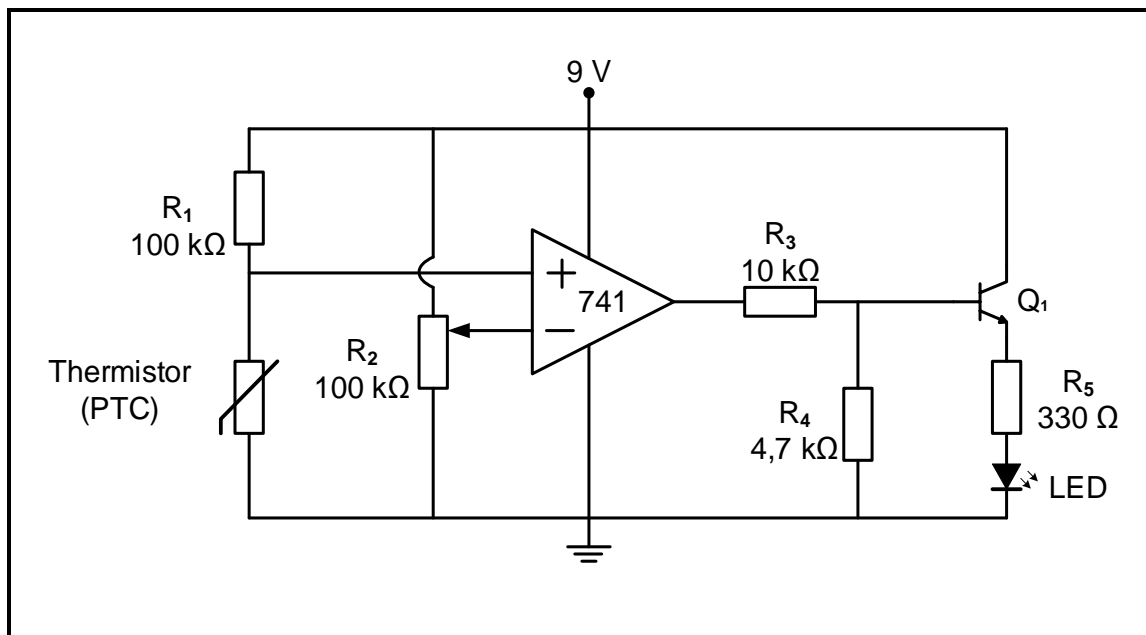 9 V
R₁
100 kΩ
Thermistor
(PTC)
R₂
100 kΩ
+
741
−
R₃
10 kΩ
R₄
4,7 kΩ
Q₁
R₅
330 Ω
LED